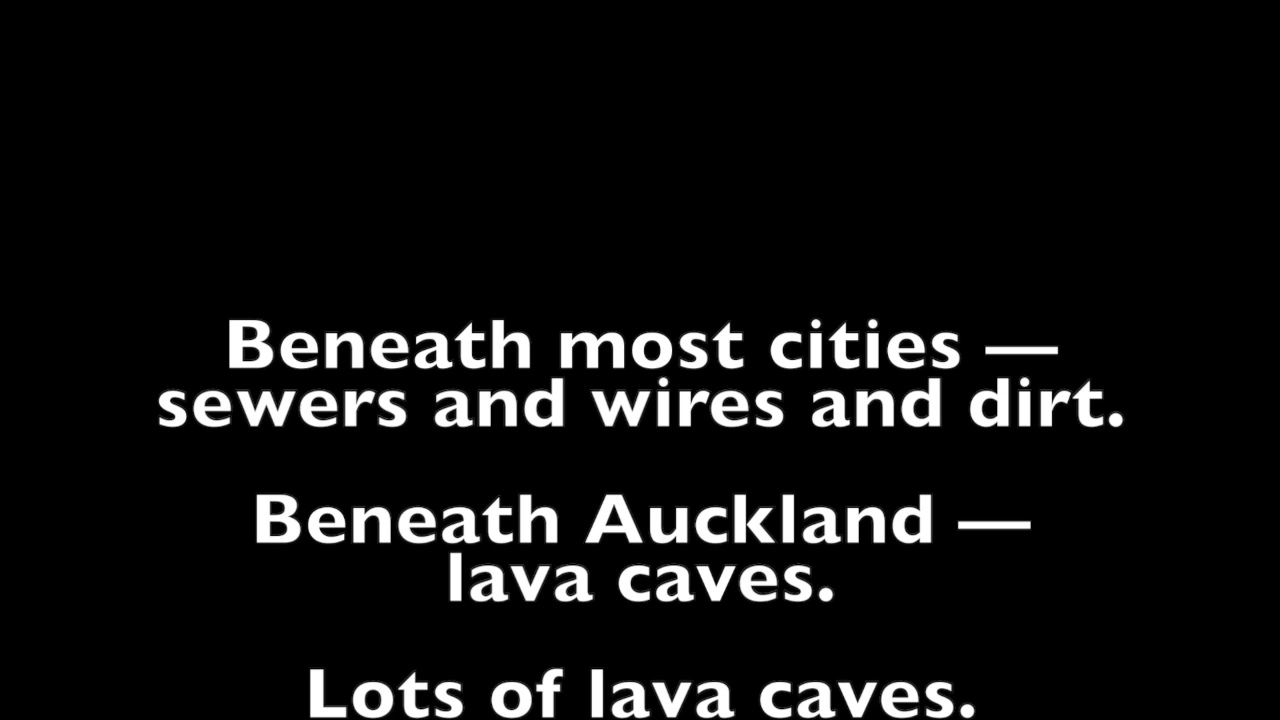 Beneath most cities —
sewers and wires and dirt.
Beneath Auckland —
lava caves.
Lots of lava caves.